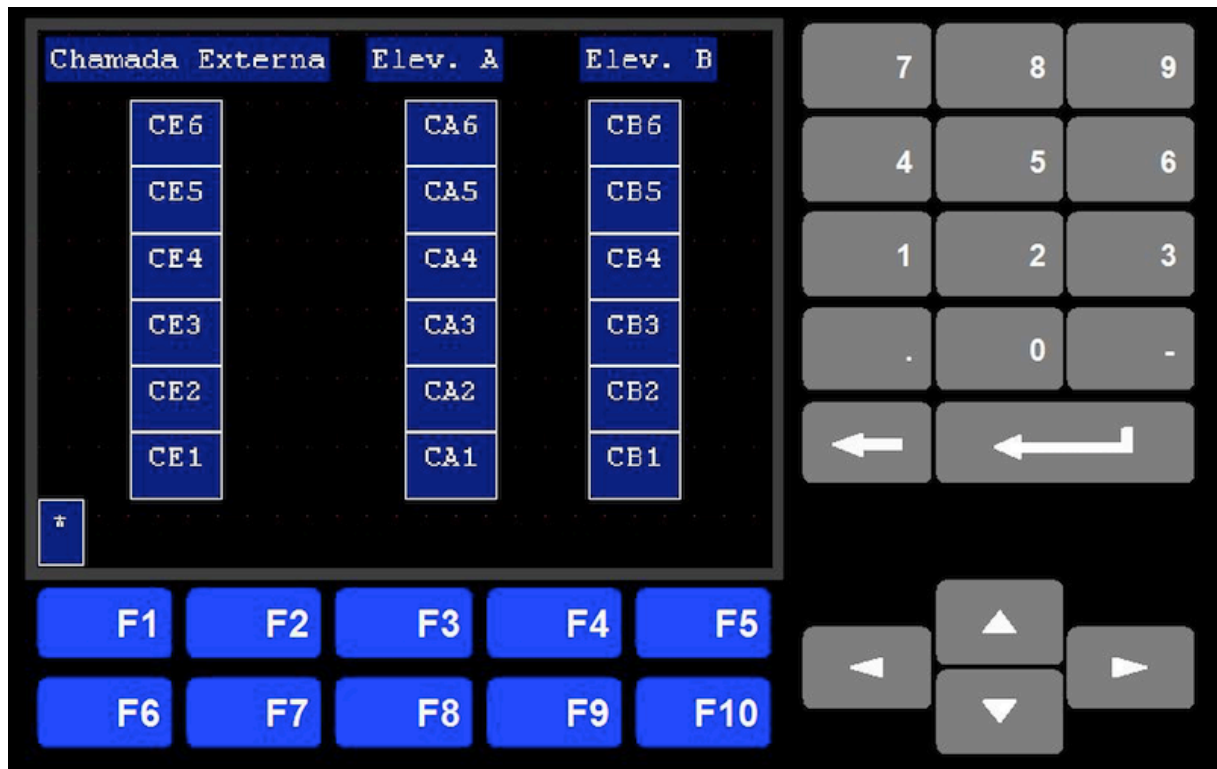 Chamada Externa Elev. A Elev. B
CE6 CA6 CB6
CE5 CA5 CB5
CE4 CA4 CB4
CE3 CA3 CB3
CE2 CA2 CB2
CE1 CA1 CB1
*
F1 F2 F3 F4 F5
F6 F7 F8 F9 F10
7 8 9
4 5 6
1 2 3
. 0 -